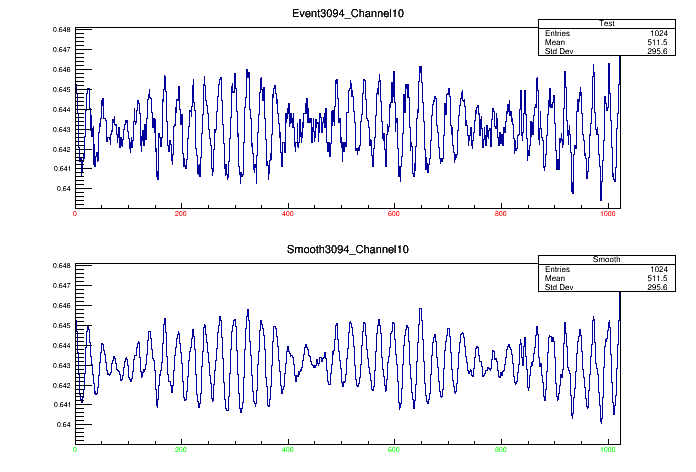 Event3094_Channel10
Test
Entries 1024
Mean 511.5
Std Dev 295.6
0.648
0.647
0.646
0.645
0.644
0.643
0.642
0.641
0.64
0 200 400 600 800 1000
Smooth3094_Channel10
Smooth
Entries 1024
Mean 511.5
Std Dev 295.6
0.648
0.647
0.646
0.645
0.644
0.643
0.642
0.641
0.64
0 200 400 600 800 1000